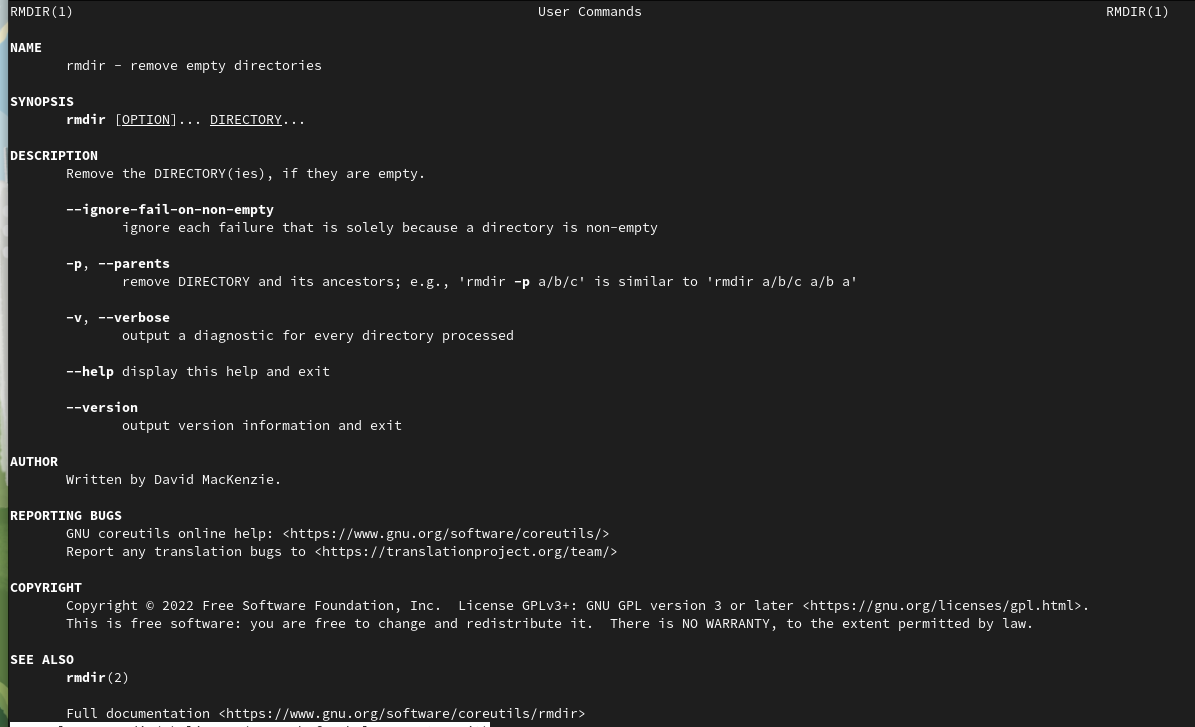 RMDIR(1) User Commands RMDIR(1)
NAME
rmdir - remove empty directories
SYNOPSIS
rmdir [OPTION]... DIRECTORY...
DESCRIPTION
Remove the DIRECTORY(ies), if they are empty.
--ignore-fail-on-non-empty
ignore each failure that is solely because a directory is non-empty
-p, --parents
remove DIRECTORY and its ancestors; e.g., 'rmdir -p a/b/c' is similar to 'rmdir a/b/c a/b a'
-v, --verbose
output a diagnostic for every directory processed
--help display this help and exit
--version
output version information and exit
AUTHOR
Written by David MacKenzie.
REPORTING BUGS
GNU coreutils online help: <https://www.gnu.org/software/coreutils/>
Report any translation bugs to <https://translationproject.org/team/>
COPYRIGHT
Copyright © 2022 Free Software Foundation, Inc.  License GPLv3+: GNU GPL version 3 or later <https://gnu.org/licenses/gpl.html>.
This is free software: you are free to change and redistribute it.  There is NO WARRANTY, to the extent permitted by law.
SEE ALSO
rmdir(2)
Full documentation <https://www.gnu.org/software/coreutils/rmdir>